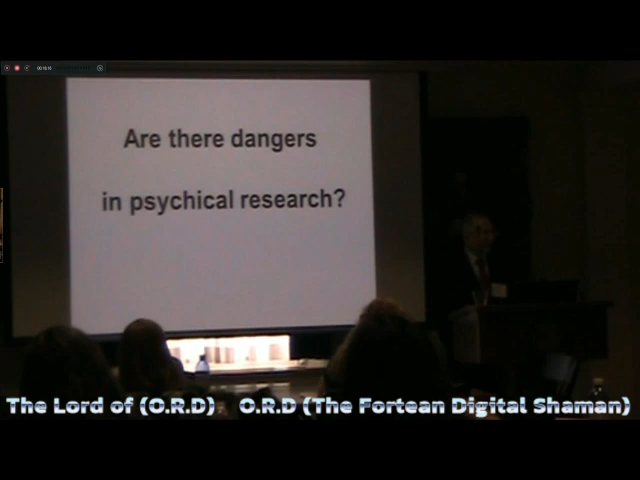 Are there dangers
in psychical research?
The Lord of (O.R.D) O.R.D (The Fortean Digital Shaman)